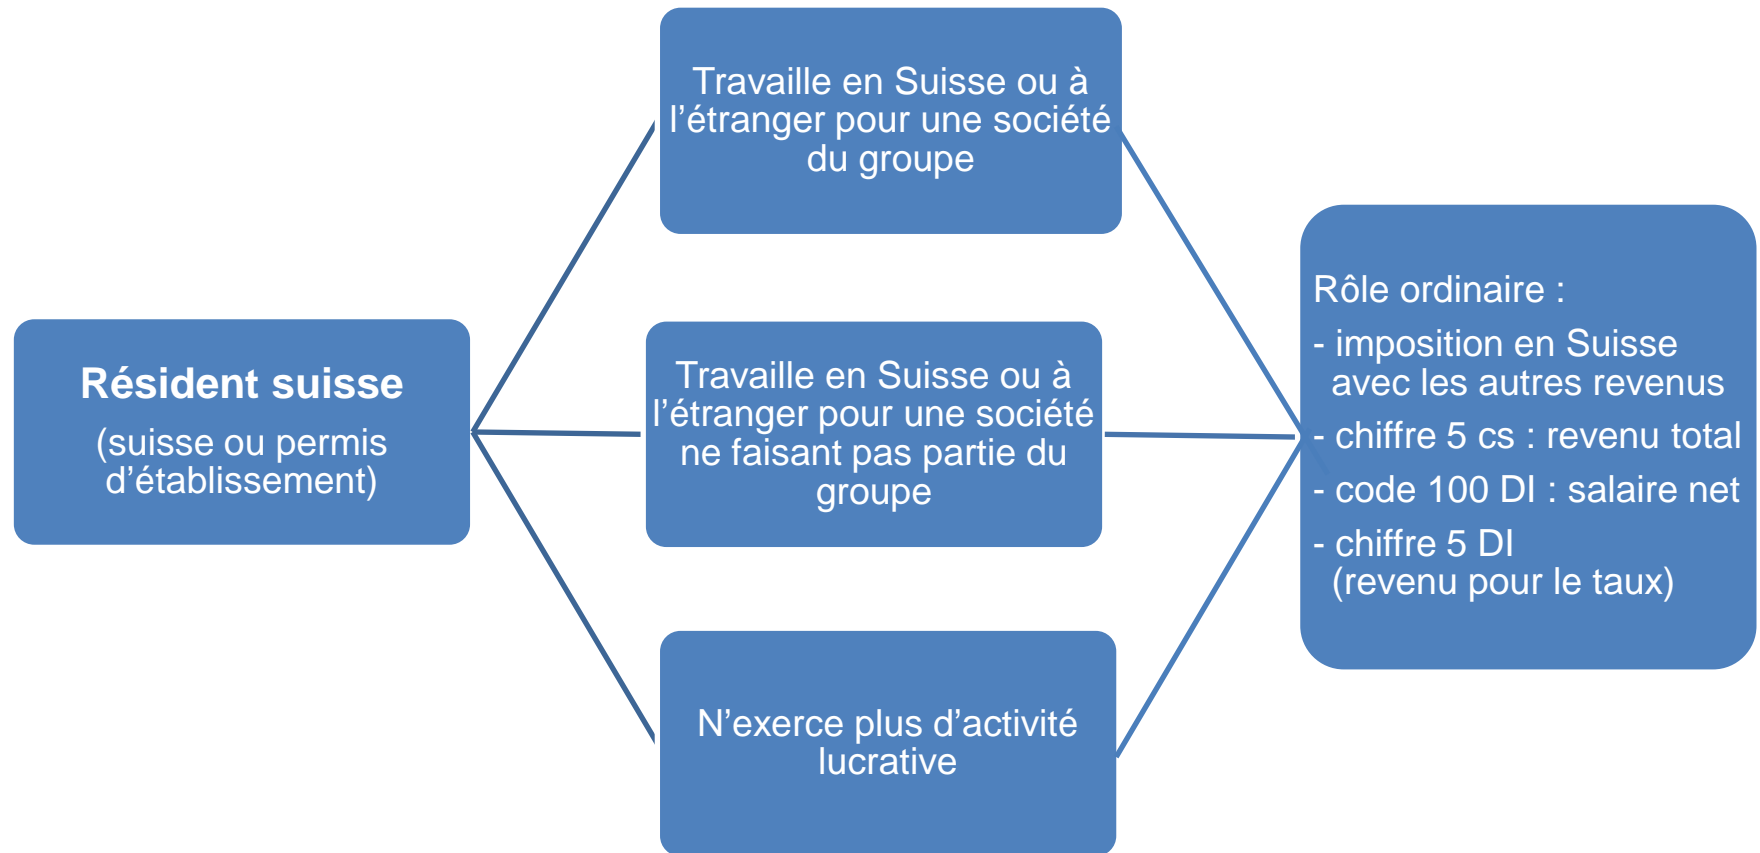 Résident suisse
(suisse ou permis
d’établissement)
Travaille en Suisse ou à
l’étranger pour une société
du groupe
Travaille en Suisse ou à
l’étranger pour une société
ne faisant pas partie du
groupe
N’exerce plus d’activité
lucrative
Rôle ordinaire :
- imposition en Suisse
avec les autres revenus
- chiffre 5 cs : revenu total
- code 100 DI : salaire net
- chiffre 5 DI
(revenu pour le taux)